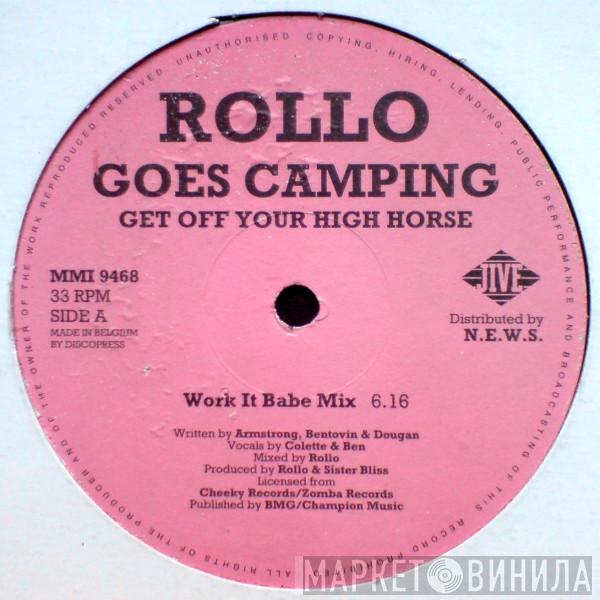 ALL RIGHTS OF THE PRODUCER AND OF THE OWNER OF THE WORK REPRODUCED RESERVED. UNAUTHORISED COPYING, HIRING, LENDING, PUBLIC PERFORMANCE AND BROADCASTING OF THIS RECORD PROHIBITED.
ROLLO
GOES CAMPING
GET OFF YOUR HIGH HORSE
MMI 9468
33 RPM
SIDE A
MADE IN BELGIUM
BY DISCOPRESS
JIVE
Distributed by
N.E.W.S.
Work It Babe Mix 6.16
Written by Armstrong, Bentovin & Dougan
Vocals by Colette & Ben
Mixed by Rollo
Produced by Rollo & Sister Bliss
Licensed from
Cheeky Records/Zomba Records
Published by BMG/Champion Music
МАРКЕТ ВИНИЛА